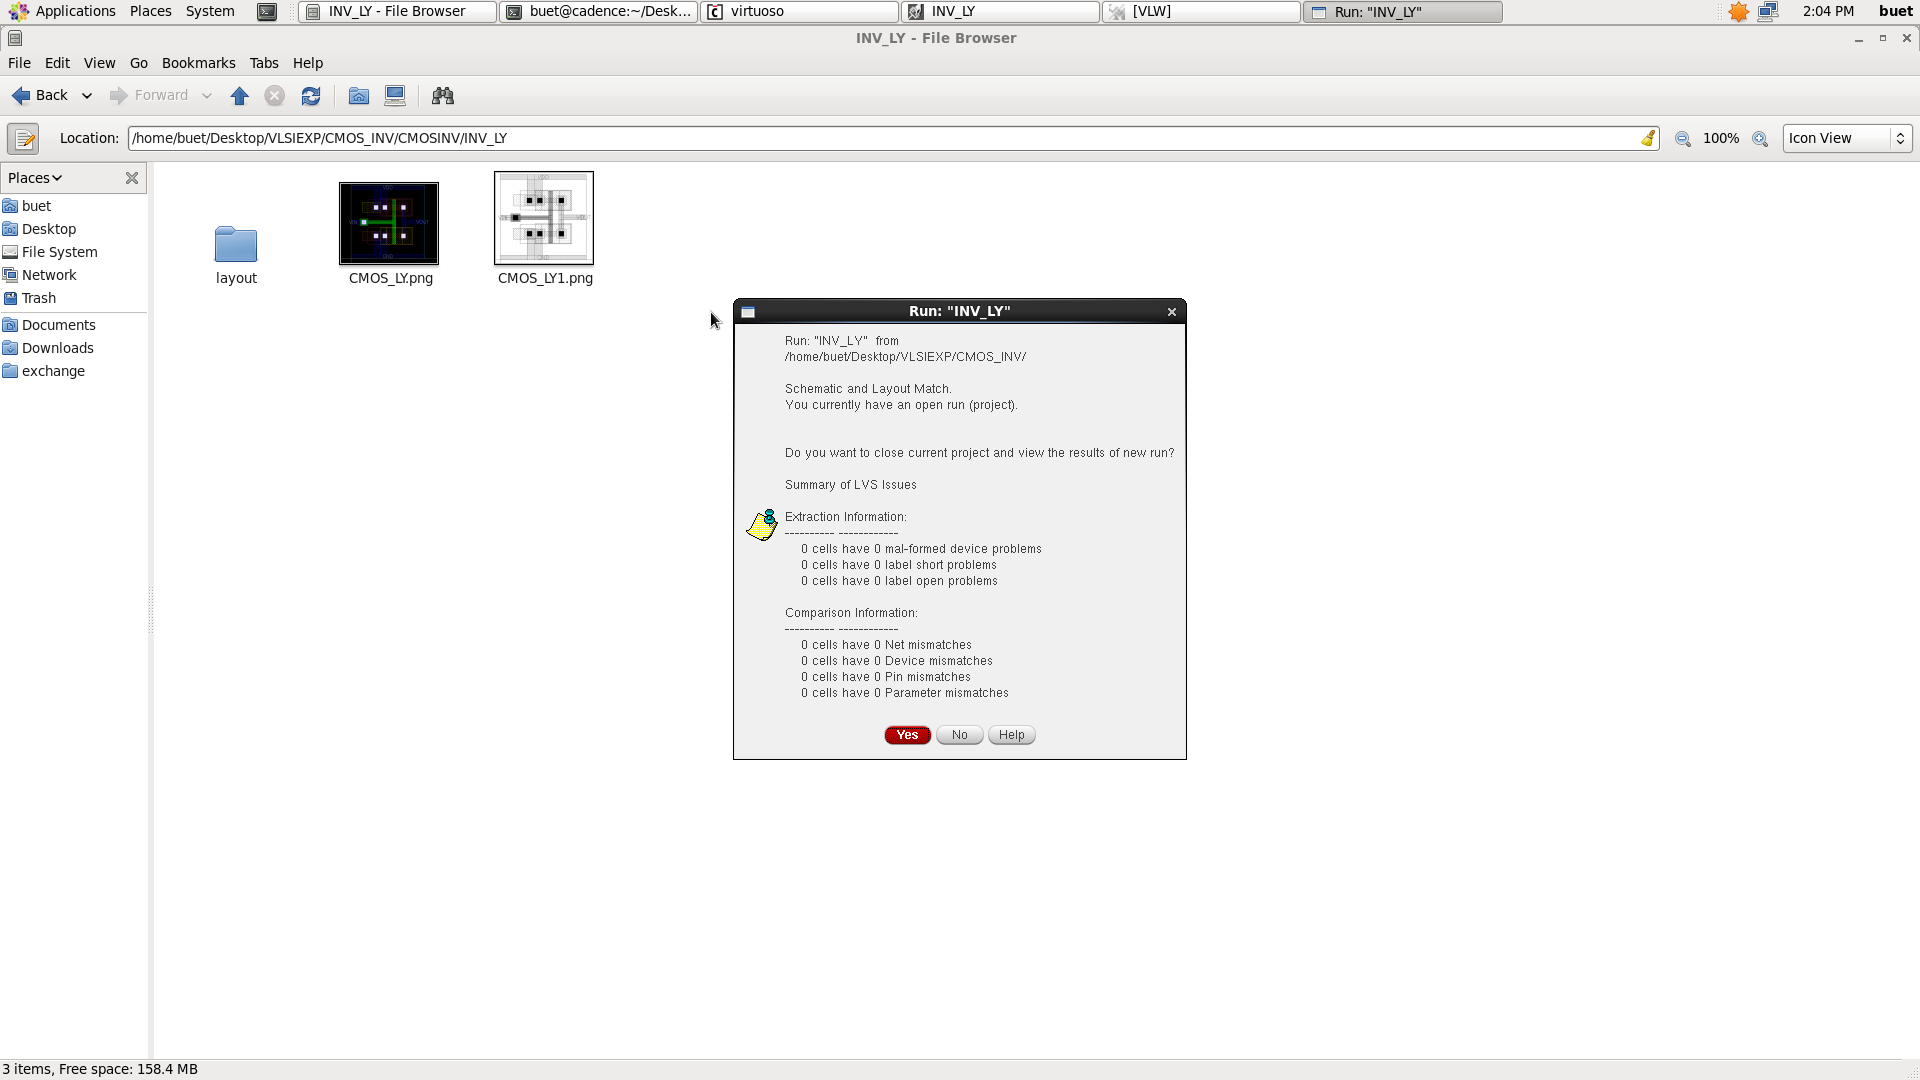 Applications Places System INV_LY - File Browser buet@cadence:~/Desk... virtuoso INV_LY [VLW] Run: "INV_LY" 2:04 PM buet
INV_LY - File Browser
File Edit View Go Bookmarks Tabs Help
Back Forward
Location: /home/buet/Desktop/VLSIEXP/CMOS_INV/CMOSINV/INV_LY 100% Icon View
Places
buet
Desktop
File System
Network
Trash
Documents
Downloads
exchange
layout CMOS_LY.png CMOS_LY1.png
Run: "INV_LY"
Run: "INV_LY" from
/home/buet/Desktop/VLSIEXP/CMOS_INV/
Schematic and Layout Match.
You currently have an open run (project).
Do you want to close current project and view the results of new run?
Summary of LVS Issues
Extraction Information:
---------- ------------
0 cells have 0 mal-formed device problems
0 cells have 0 label short problems
0 cells have 0 label open problems
Comparison Information:
---------- ------------
0 cells have 0 Net mismatches
0 cells have 0 Device mismatches
0 cells have 0 Pin mismatches
0 cells have 0 Parameter mismatches
Yes No Help
3 items, Free space: 158.4 MB